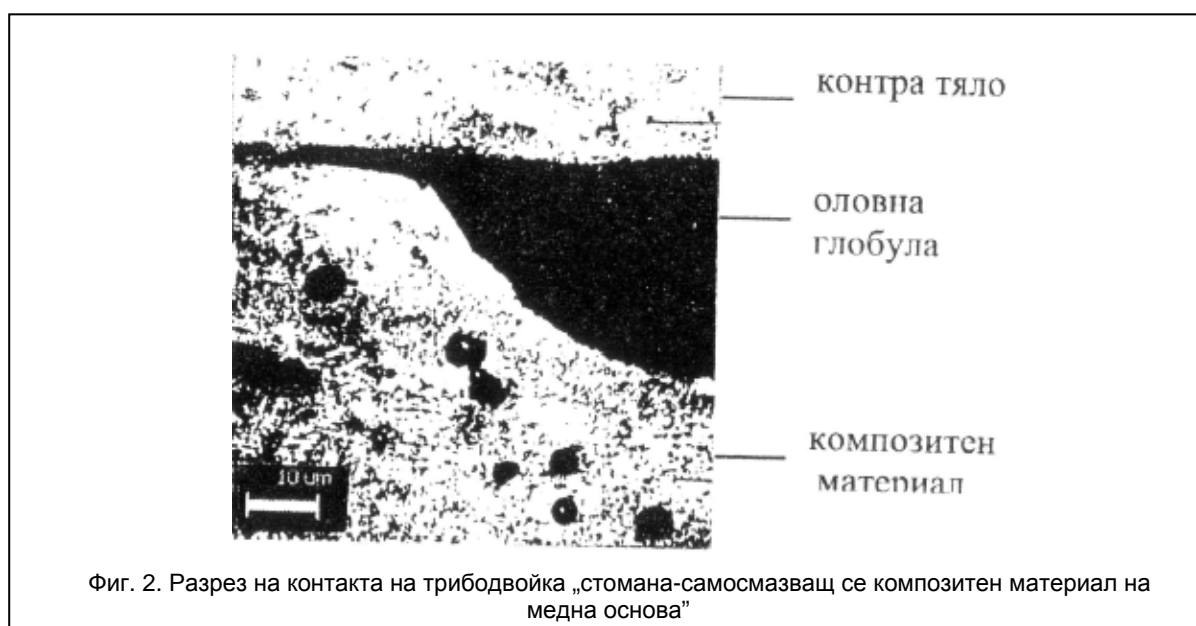 контра тяло
оловна
глобула
композитен
материал
10 um
Фиг. 2. Разрез на контакта на трибодвойка „стомана-самосмазващ се композитен материал на
медна основа”